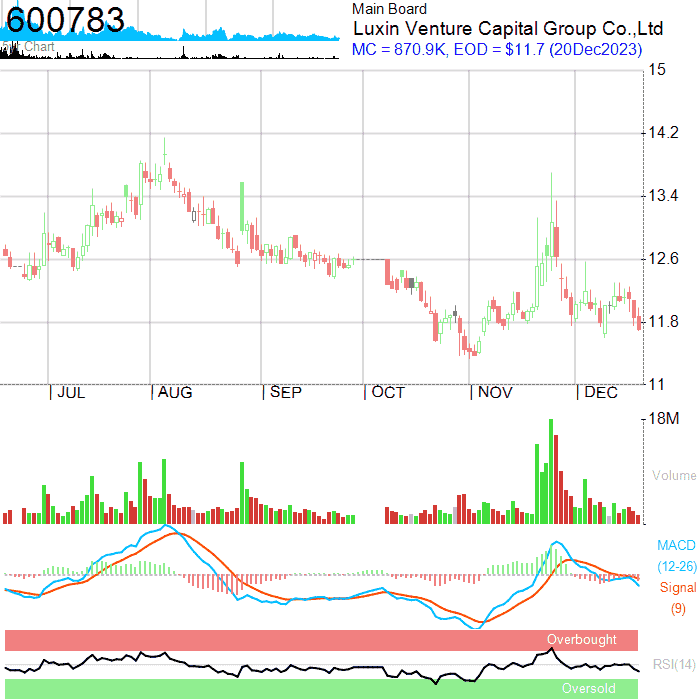 600783
Chart
Main Board
Luxin Venture Capital Group Co.,Ltd
MC = 870.9K, EOD = $11.7 (20Dec2023)
15
14.2
13.4
12.6
11.8
11
JUL
AUG
SEP
OCT
NOV
DEC
18M
Volume
MACD
(12-26)
Signal
(9)
Overbought
RSI(14)
Oversold